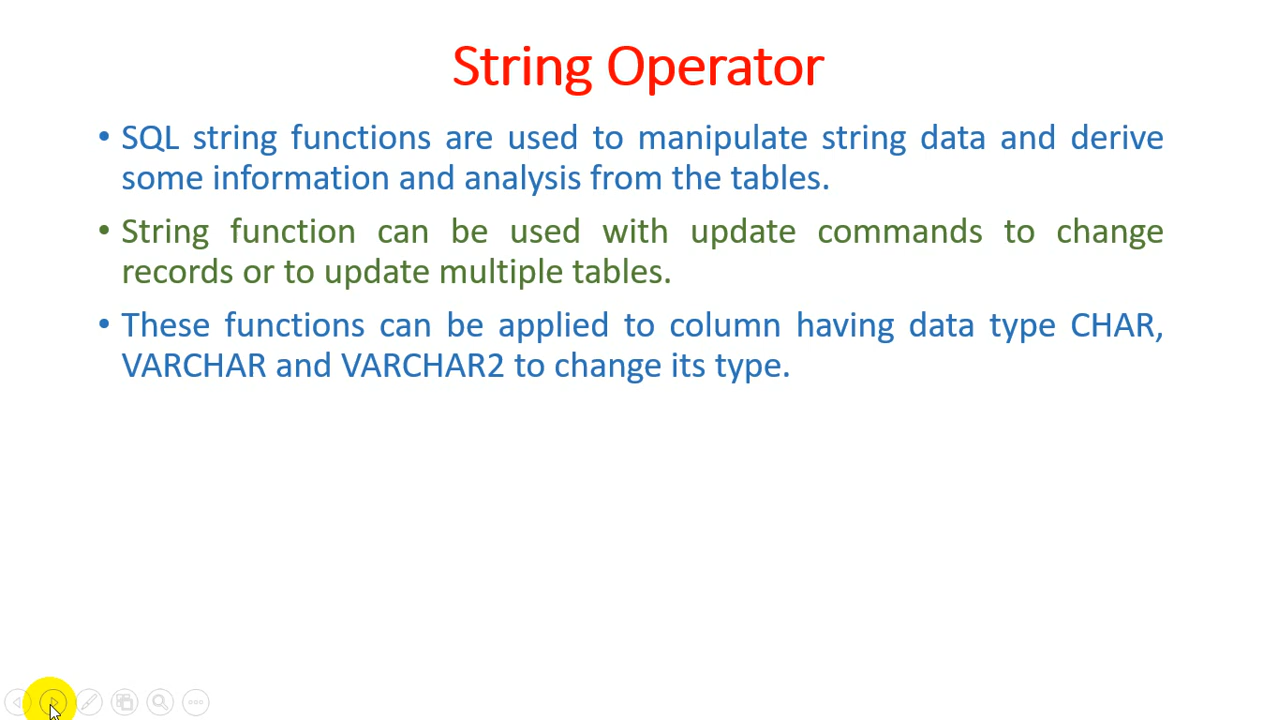 String Operator
• SQL string functions are used to manipulate string data and derive
some information and analysis from the tables.
• String function can be used with update commands to change
records or to update multiple tables.
• These functions can be applied to column having data type CHAR,
VARCHAR and VARCHAR2 to change its type.